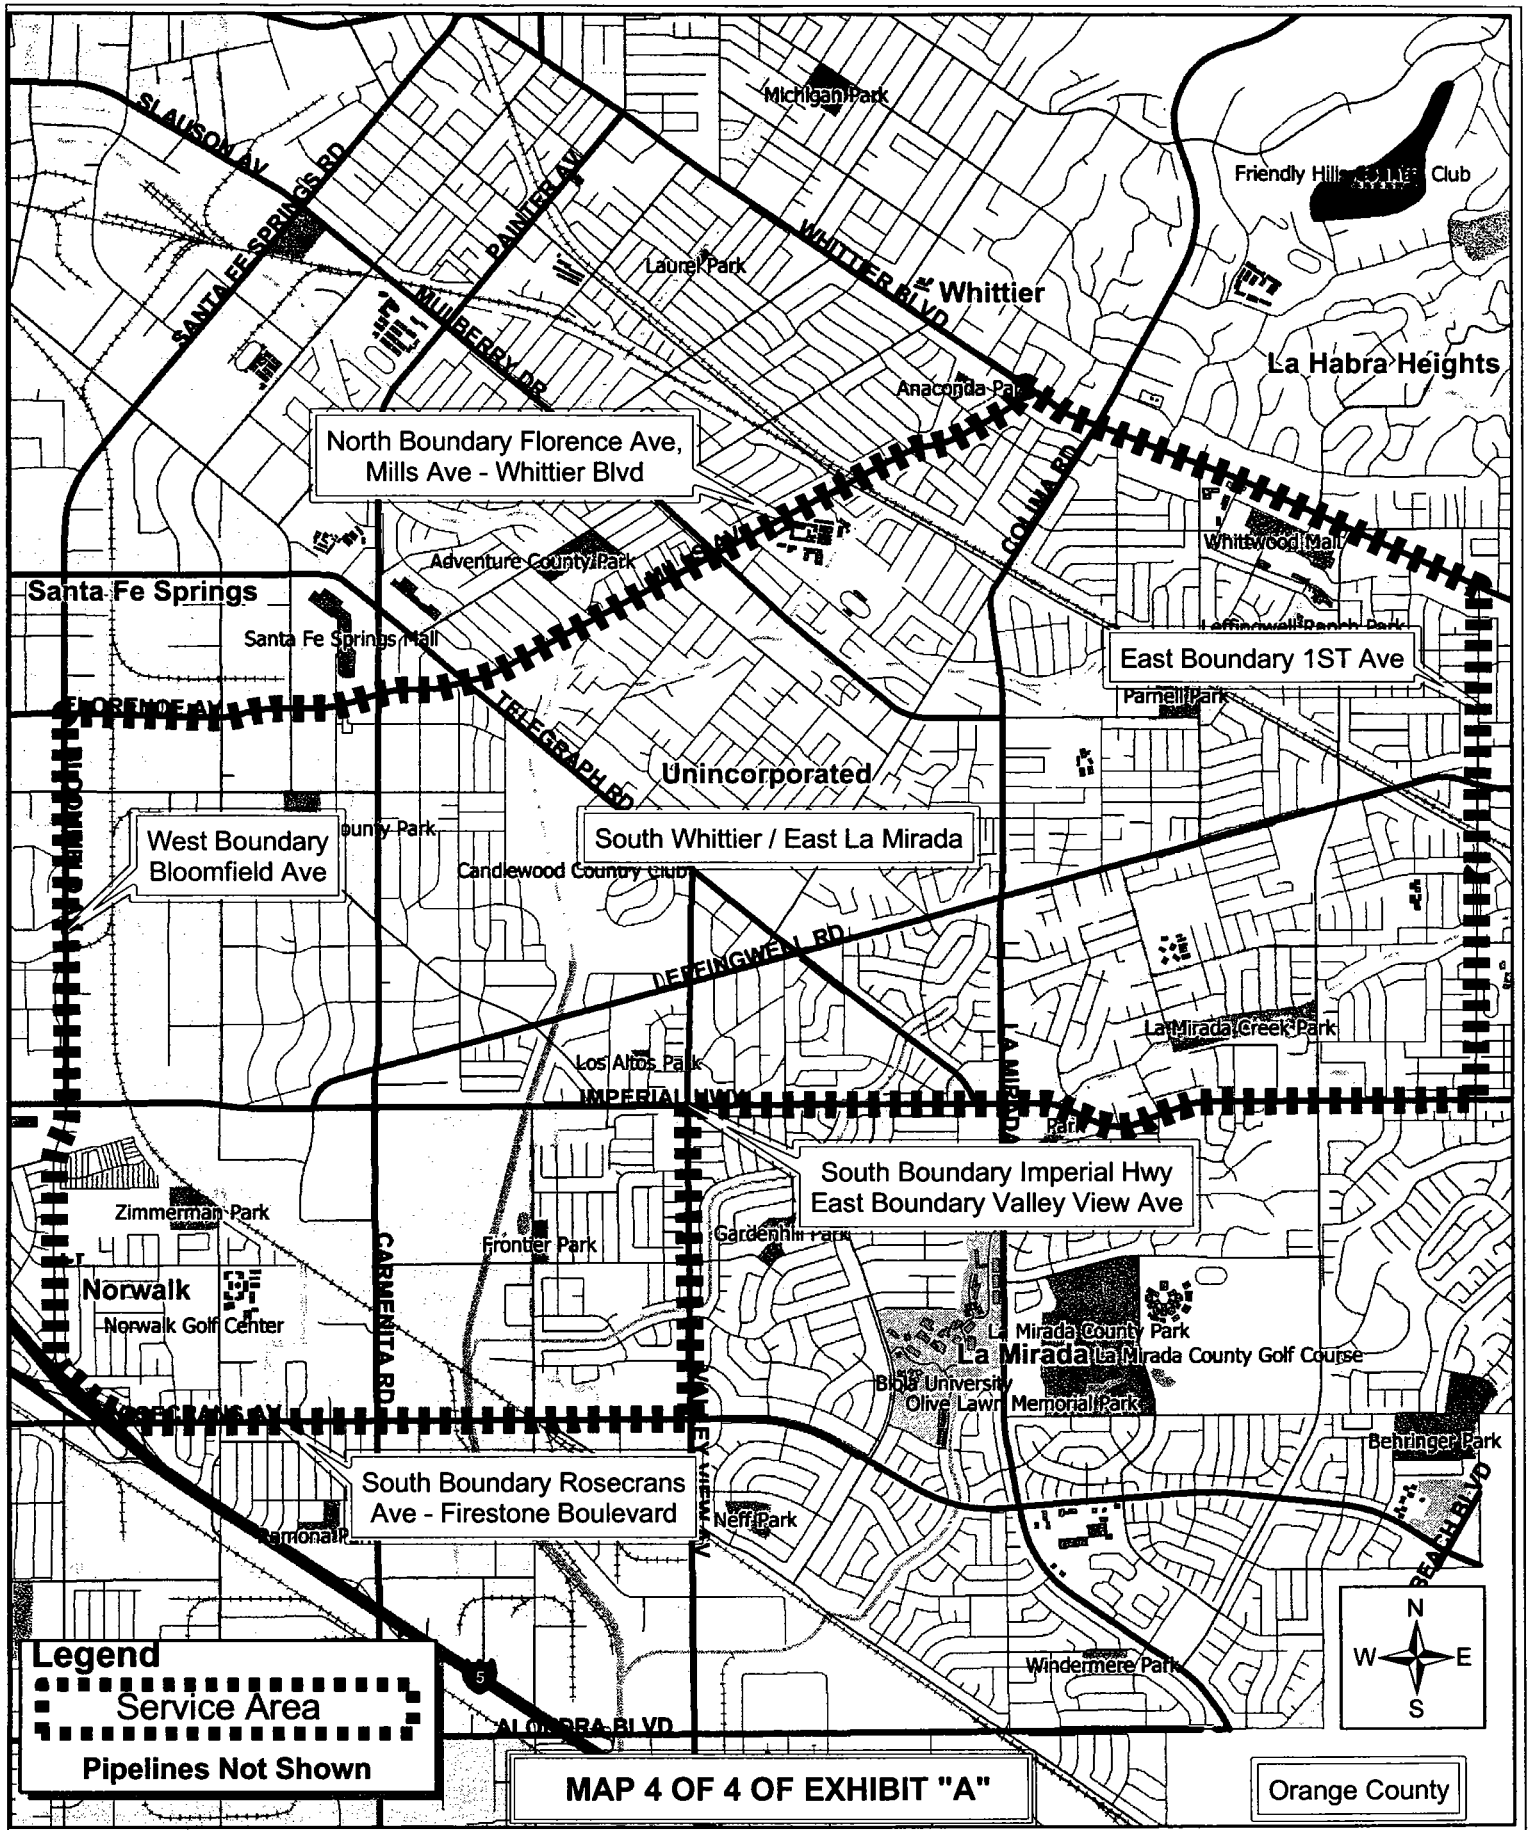 SLAUSON AV
SANTA FE SPRINGS RD
PAINTER AV
Michigan Park
Friendly Hills
Club
WHITTIER BLVD
Laurel Park
Whittier
MULBERRY DR
La Habra Heights
Anaconda Park
North Boundary Florence Ave,
Mills Ave - Whittier Blvd
COLIMA RD
Whittwood Mall
Adventure County Park
Santa Fe Springs
Santa Fe Springs Mall
Leffingwell Ranch Park
East Boundary 1ST Ave
Parnell Park
FLORENCE AV
TELEGRAPH RD
Unincorporated
South Whittier / East La Mirada
West Boundary
Bloomfield Ave
ounty Park
Candlewood Country Club
LEFFINGWELL RD
La Mirada Creek Park
LA MIRADA
Los Altos Park
IMPERIAL HWY
Park
South Boundary Imperial Hwy
East Boundary Valley View Ave
Zimmerman Park
Frontier Park
Gardenhill Park
CARMENITA RD
Norwalk
Norwalk Golf Center
La Mirada County Park
La Mirada
La Mirada County Golf Course
Biola University
Olive Lawn Memorial Park
ROSECRANS AV
VALLEY VIEW AV
Behringer Park
BEACH BLVD
South Boundary Rosecrans
Ave - Firestone Boulevard
Neff Park
Ramona P
N
W E
S
Windermere Park
Legend
Service Area
Pipelines Not Shown
5
ALONDRA BLVD
MAP 4 OF 4 OF EXHIBIT "A"
Orange County